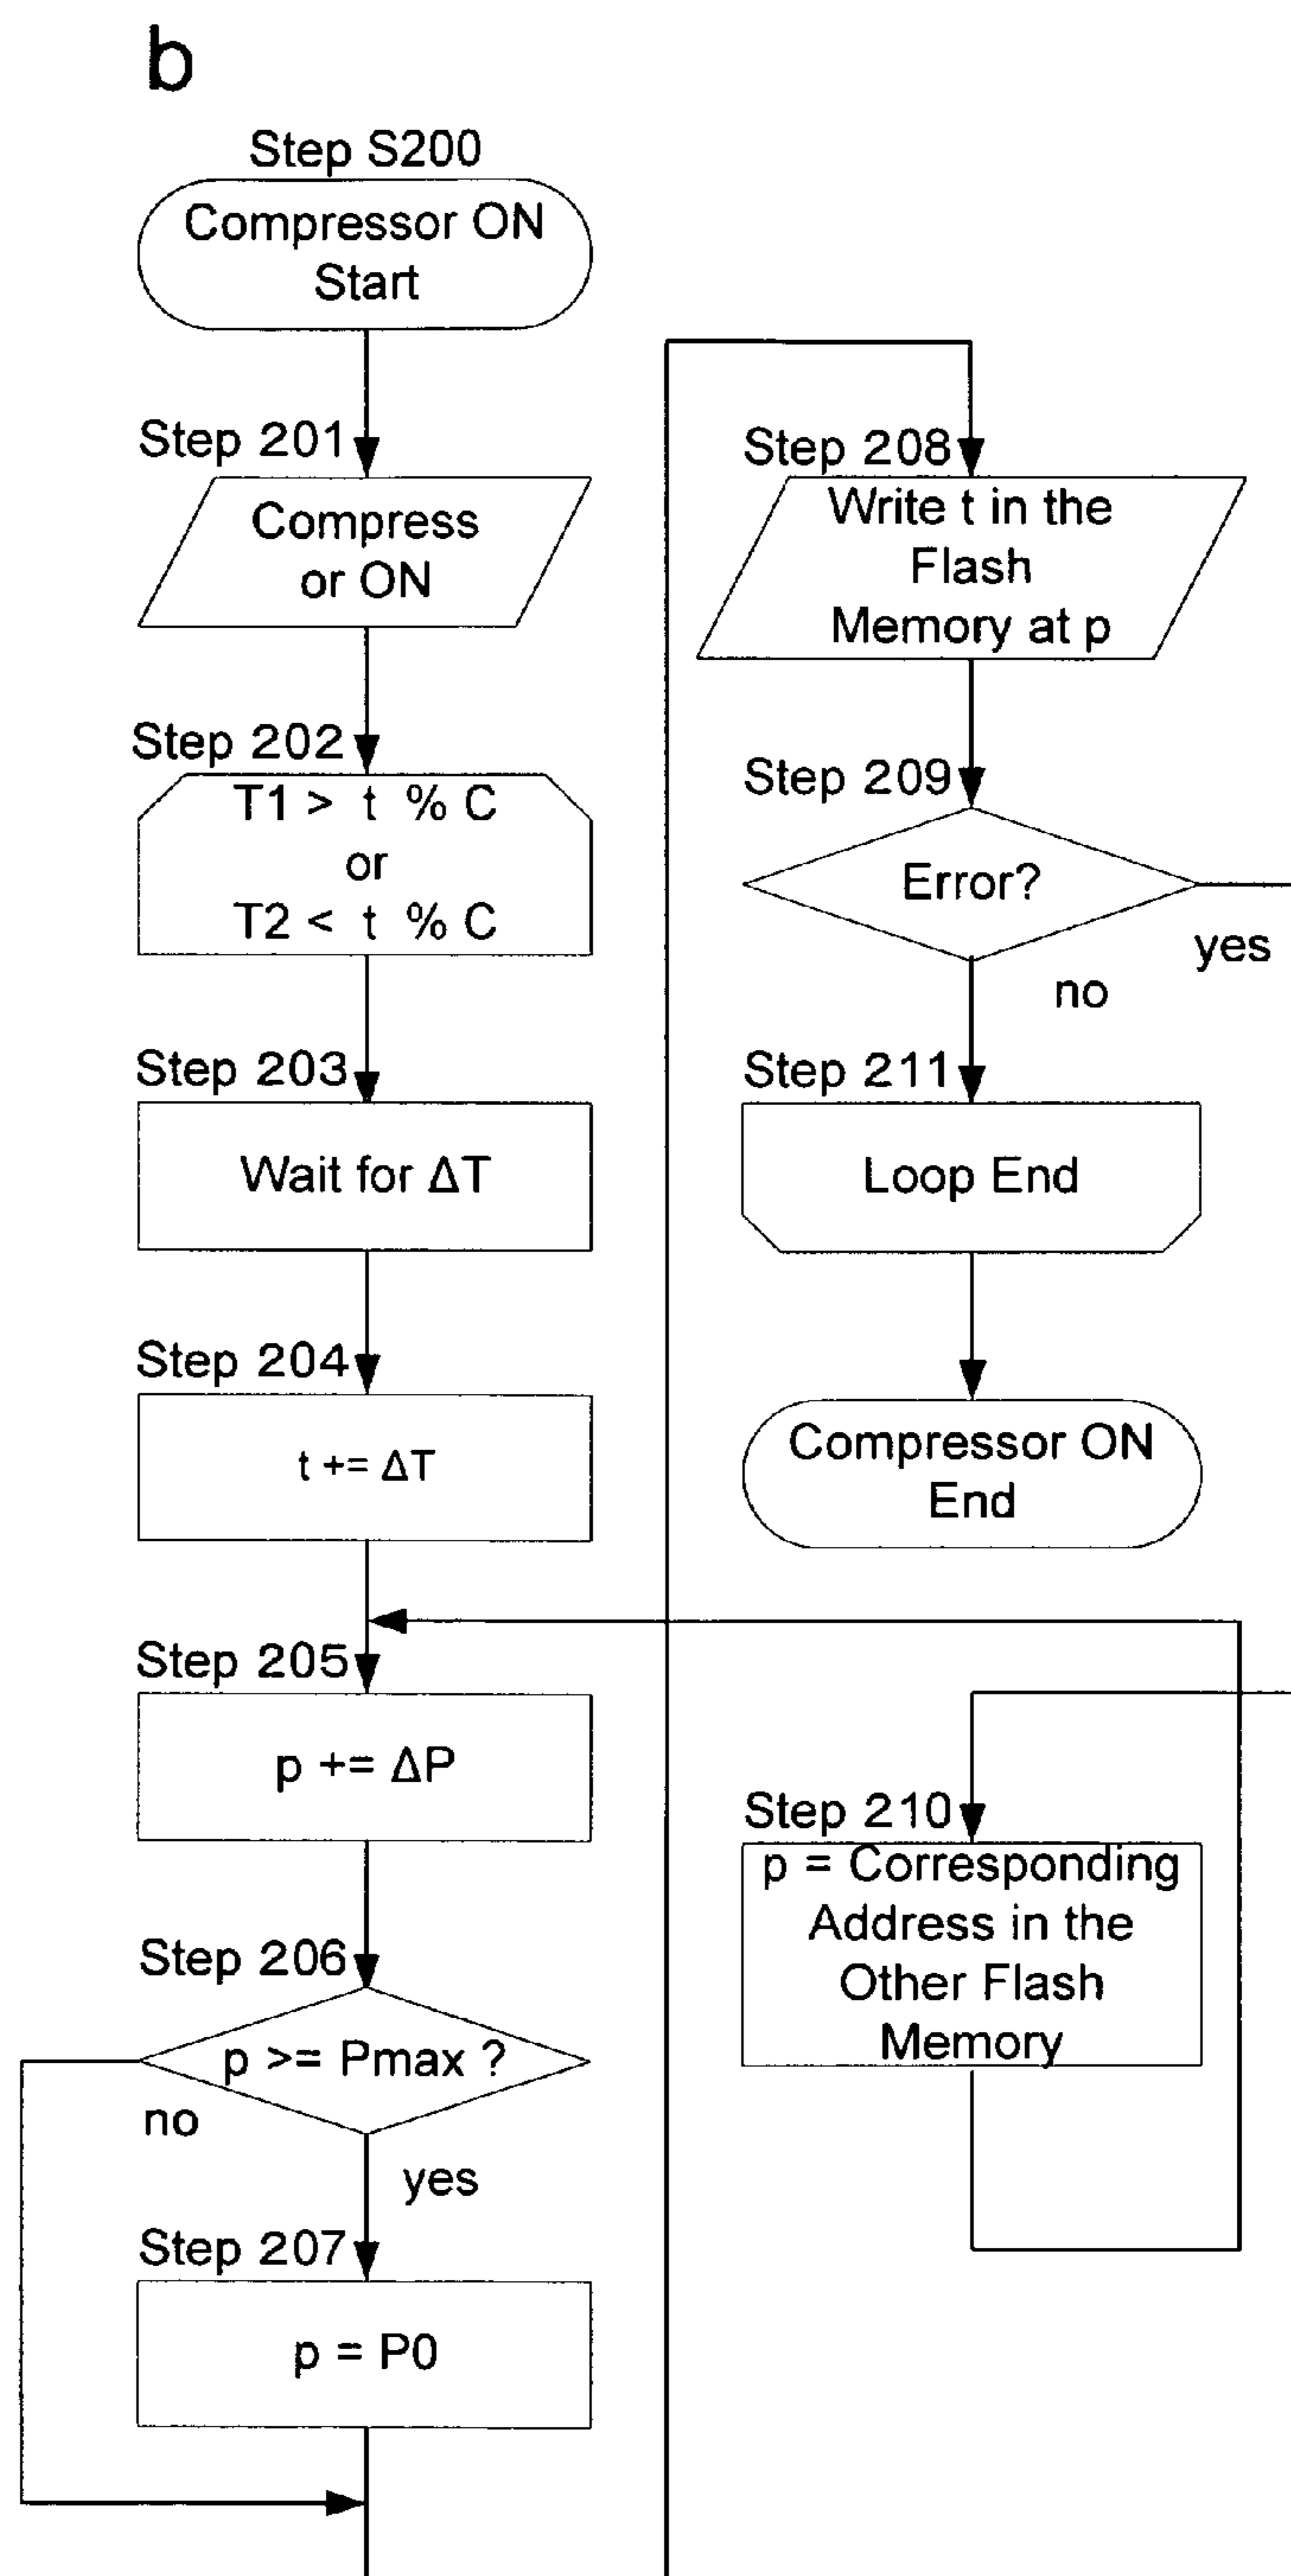 b
Step S200
Compressor ON
Start
Step 201
Compress
or ON
Step 202
T1 > t % C
or
T2 < t % C
Step 203
Wait for ΔT
Step 204
t += ΔT
Step 205
p += ΔP
Step 206
p >= Pmax ?
no
yes
Step 207
p = P0
Step 208
Write t in the
Flash
Memory at p
Step 209
Error?
yes
no
Step 211
Loop End
Compressor ON
End
Step 210
p = Corresponding
Address in the
Other Flash
Memory